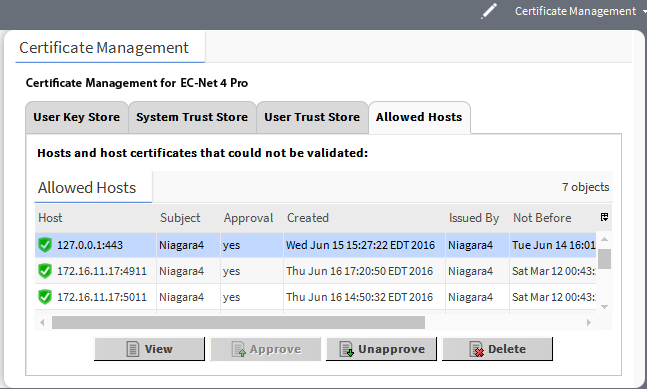 Certificate Management
Certificate Management
Certificate Management for EC-Net 4 Pro
User Key Store System Trust Store User Trust Store Allowed Hosts
Hosts and host certificates that could not be validated:
Allowed Hosts 7 objects
Host Subject Approval Created Issued By Not Before
127.0.0.1:443 Niagara4 yes Wed Jun 15 15:27:22 EDT 2016 Niagara4 Tue Jun 14 16:01
172.16.11.17:4911 Niagara4 yes Thu Jun 16 17:20:50 EDT 2016 Niagara4 Sat Mar 12 00:43:
172.16.11.17:5011 Niagara4 yes Thu Jun 16 14:50:32 EDT 2016 Niagara4 Sat Mar 12 00:43:
View Approve Unapprove Delete